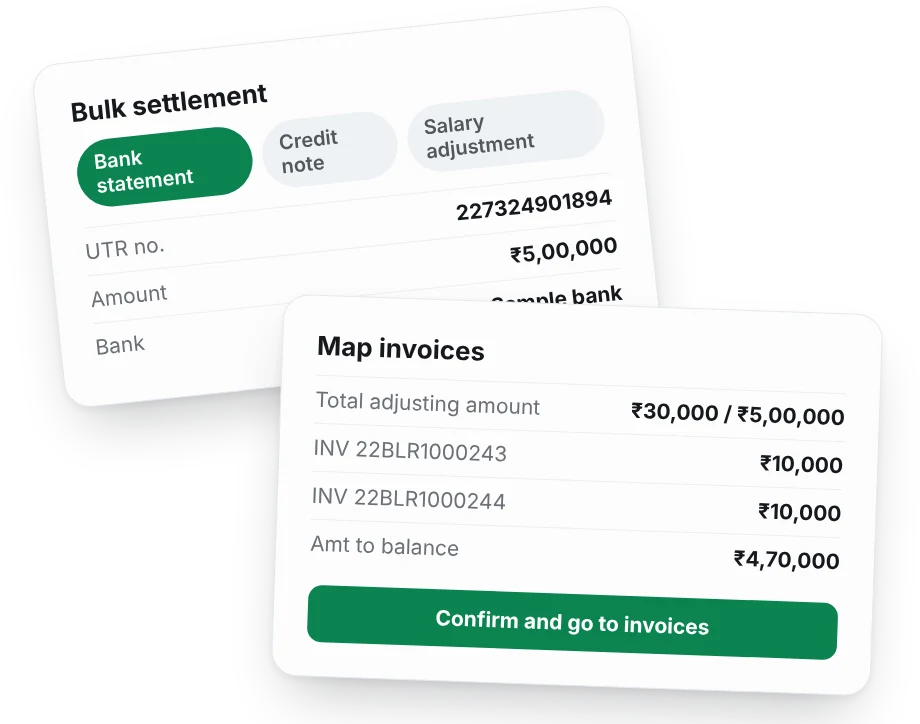 Bulk settlement
Bank
statement
Credit
note
Salary
adjustment
UTR no. 227324901894
Amount ₹5,00,000
Bank Sample bank
Map invoices
Total adjusting amount ₹30,000 / ₹5,00,000
INV 22BLR1000243 ₹10,000
INV 22BLR1000244 ₹10,000
Amt to balance ₹4,70,000
Confirm and go to invoices